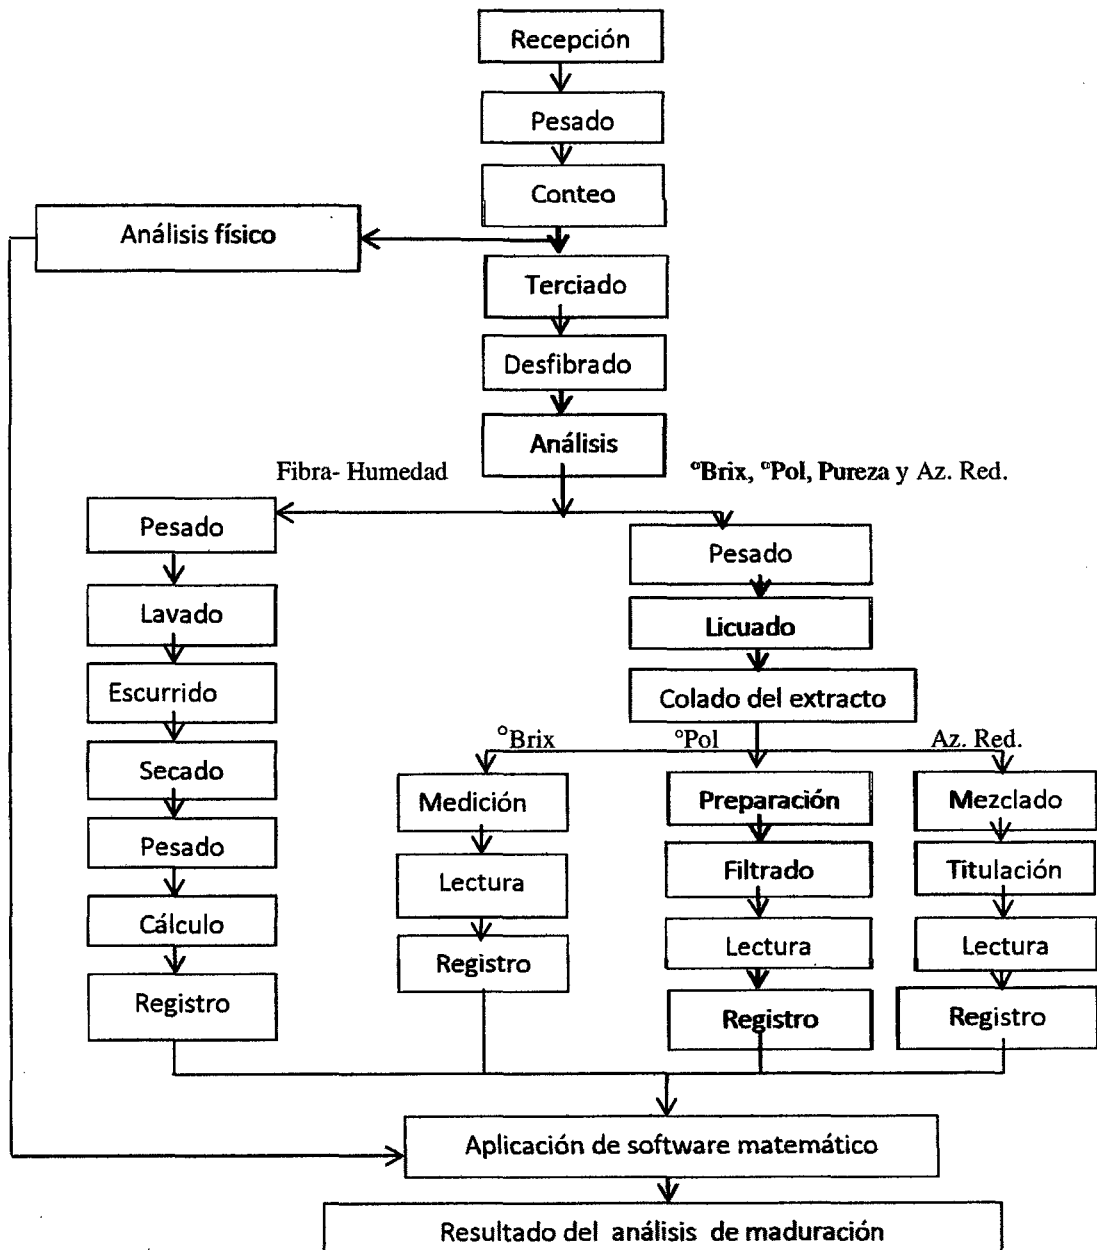 Recepción
Pesado
Conteo
Análisis físico
Terciado
Desfibrado
Análisis
Fibra- Humedad
°Brix, °Pol, Pureza y Az. Red.
Pesado
Lavado
Escurrido
Secado
Pesado
Cálculo
Registro
Pesado
Licuado
Colado del extracto
°Brix
°Pol
Az. Red.
Medición
Lectura
Registro
Preparación
Filtrado
Lectura
Registro
Mezclado
Titulación
Lectura
Registro
Aplicación de software matemático
Resultado del análisis de maduración